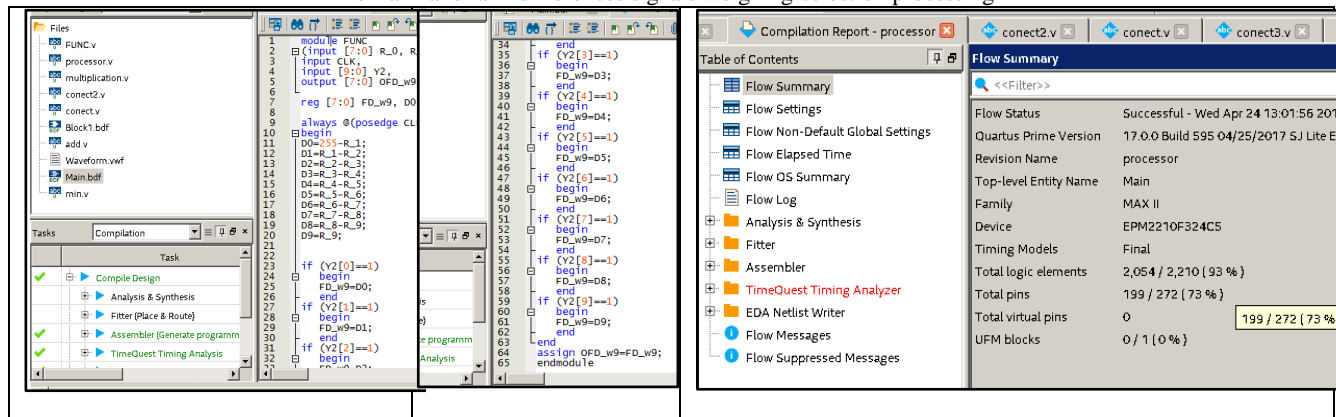 Files
FUNC.v
processor.v
multiplication.v
conect2.v
conect.v
Block1.bdf
add.v
Waveform.vwf
Main.bdf
min.v
Tasks
Compilation
Task
Compile Design
Analysis & Synthesis
Fitter (Place & Route)
Assembler (Generate programm
TimeQuest Timing Analysis
1 module FUNC
2 (input [7:0] R_0, R_
3 input CLK,
4 input [9:0] Y2,
5 output [7:0] OFD_w9
6
7 reg [7:0] FD_w9, D0
8
9 always @(posedge CL
10 begin
11 D0=255-R_1;
12 D1=R_1-R_2;
13 D2=R_2-R_3;
14 D3=R_3-R_4;
15 D4=R_4-R_5;
16 D5=R_5-R_6;
17 D6=R_6-R_7;
18 D7=R_7-R_8;
19 D8=R_8-R_9;
20 D9=R_9;
21
22
23 if (Y2[0]==1)
24 begin
25 FD_w9=D0;
26 end
27 if (Y2[1]==1)
28 begin
29 FD_w9=D1;
30 end
31 if (Y2[2]==1)
32 begin
34 end
35 if (Y2[3]==1)
36 begin
37 FD_w9=D3;
38 end
39 if (Y2[4]==1)
40 begin
41 FD_w9=D4;
42 end
43 if (Y2[5]==1)
44 begin
45 FD_w9=D5;
46 end
47 if (Y2[6]==1)
48 begin
49 FD_w9=D6;
50 end
51 if (Y2[7]==1)
52 begin
53 FD_w9=D7;
54 end
55 if (Y2[8]==1)
56 begin
57 FD_w9=D8;
58 end
59 if (Y2[9]==1)
60 begin
61 FD_w9=D9;
62 end
63 end
64 assign OFD_w9=FD_w9;
65 endmodule
e programm
Analysis
Compilation Report - processor
conect2.v
conect.v
conect3.v
Table of Contents
Flow Summary
Flow Settings
Flow Non-Default Global Settings
Flow Elapsed Time
Flow OS Summary
Flow Log
Analysis & Synthesis
Fitter
Assembler
TimeQuest Timing Analyzer
EDA Netlist Writer
Flow Messages
Flow Suppressed Messages
Flow Summary
<<Filter>>
Flow Status Successful - Wed Apr 24 13:01:56 201
Quartus Prime Version 17.0.0 Build 595 04/25/2017 SJ Lite E
Revision Name processor
Top-level Entity Name Main
Family MAX II
Device EPM2210F324C5
Timing Models Final
Total logic elements 2,054 / 2,210 ( 93 % )
Total pins 199 / 272 ( 73 % )
Total virtual pins 0
199 / 272 ( 73 %
UFM blocks 0 / 1 ( 0 % )